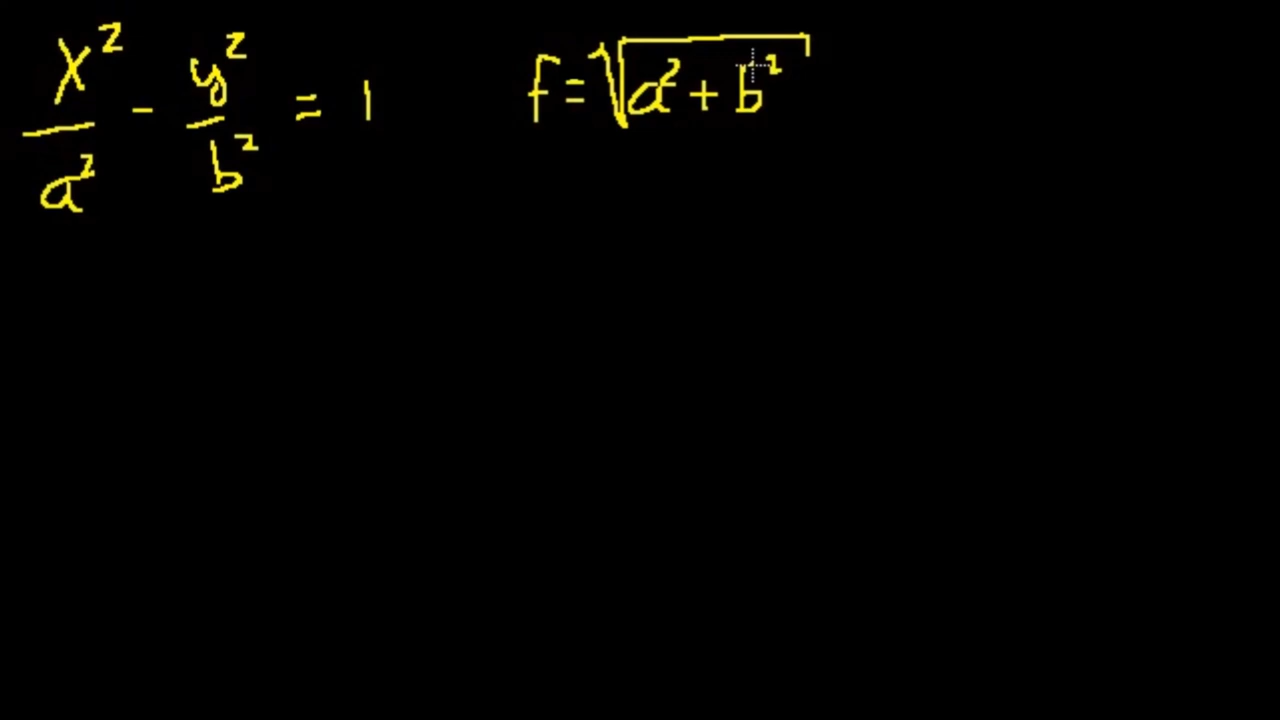 x²/a² - y²/b² = 1
f = √(a² + b²)